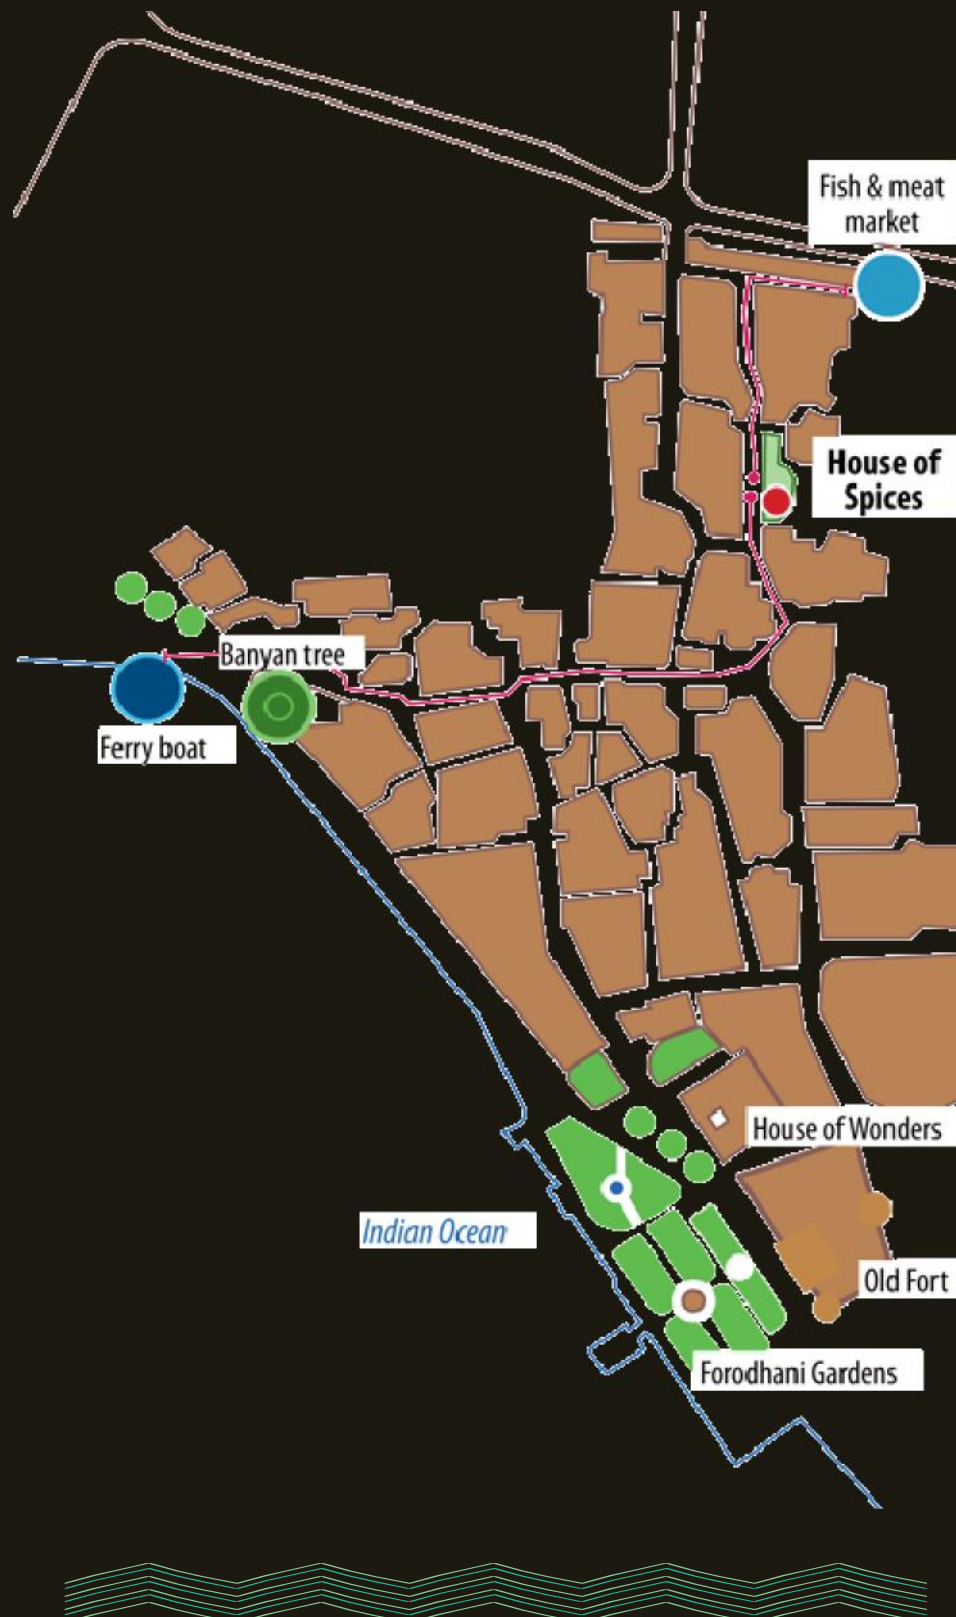 Fish & meat
market
House of
Spices
Banyan tree
Ferry boat
House of Wonders
Indian Ocean
Old Fort
Forodhani Gardens